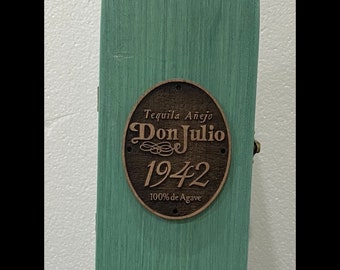 Tequila Añejo
Don Julio
1942
100% de Agave